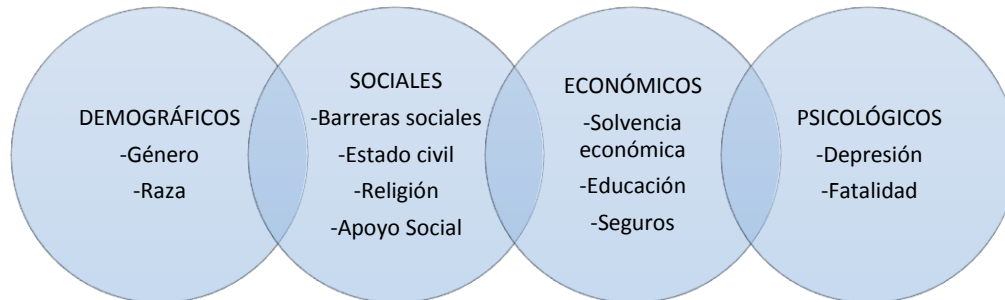 DEMOGRÁFICOS
-Género
-Raza
SOCIALES
-Barreras sociales
-Estado civil
-Religión
-Apoyo Social
ECONÓMICOS
-Solvencia
económica
-Educación
-Seguros
PSICOLÓGICOS
-Depresión
-Fatalidad